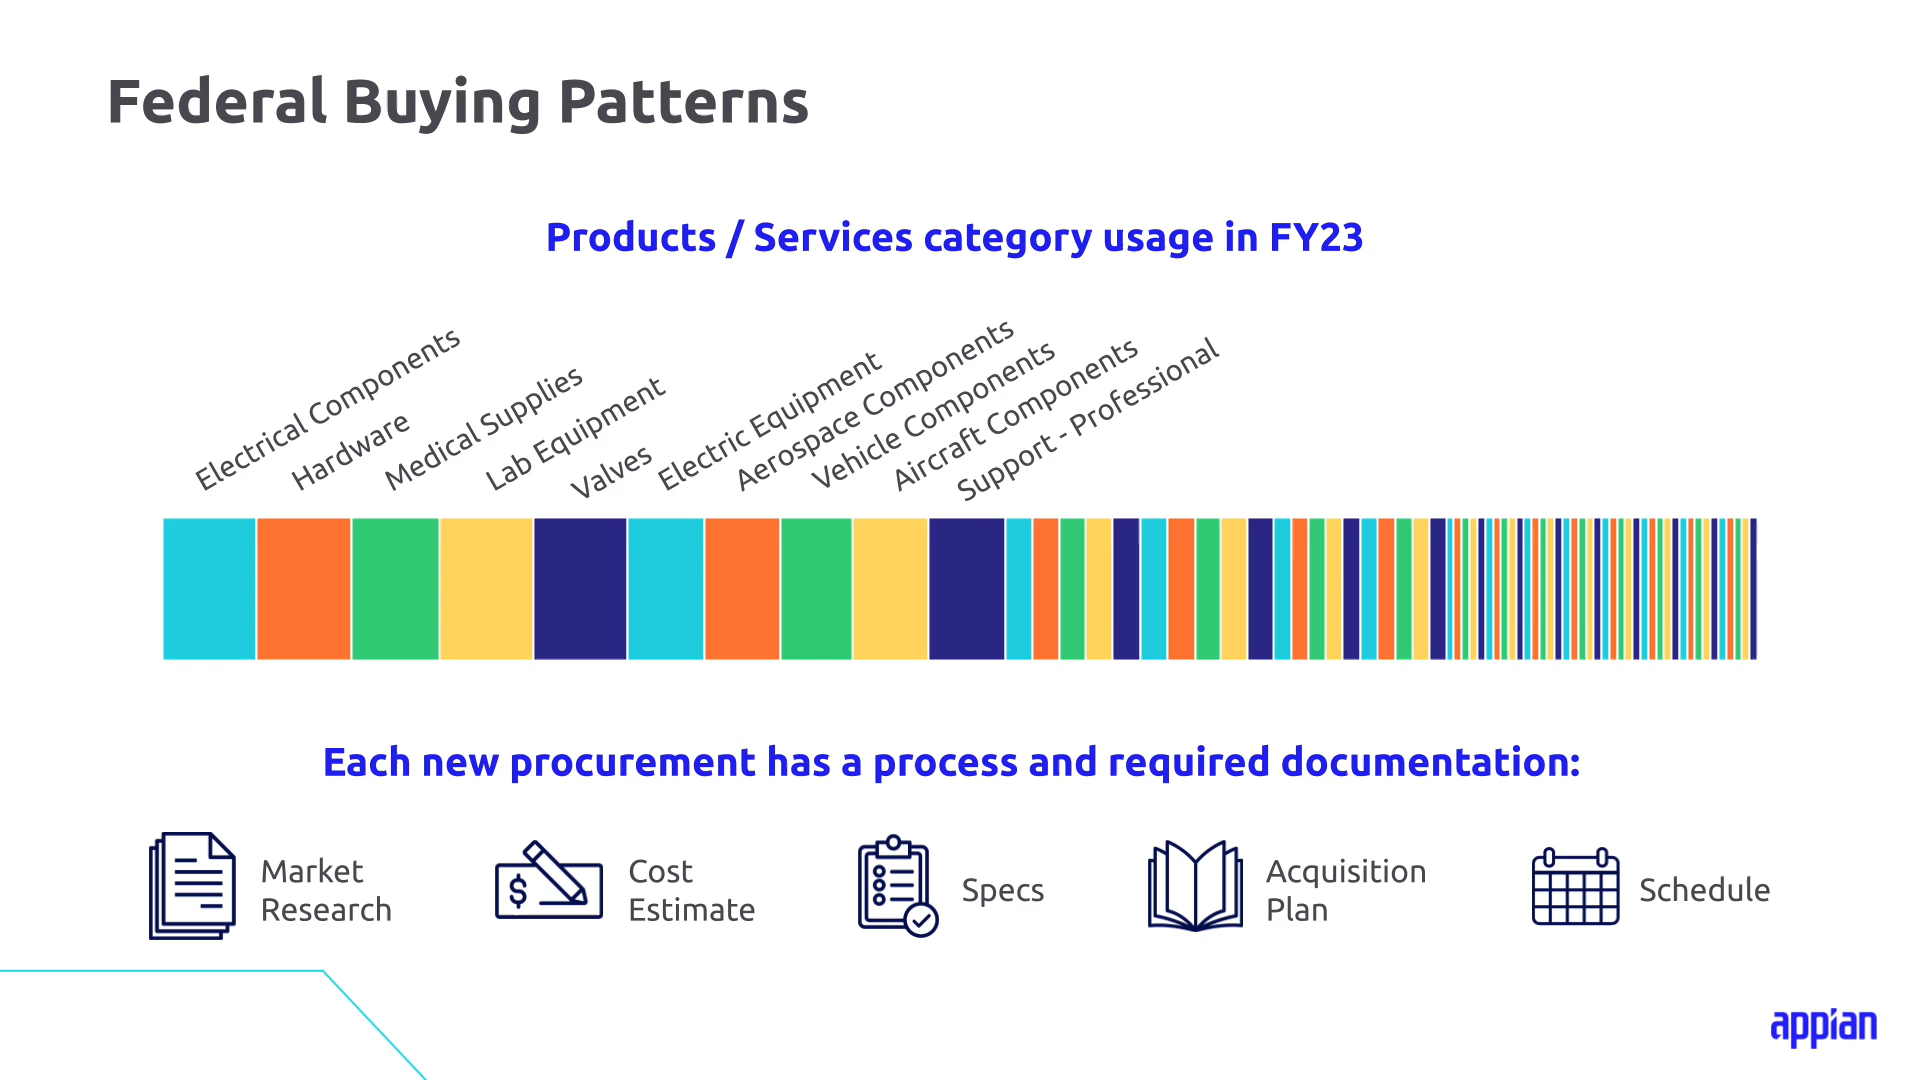 Federal Buying Patterns
Products / Services category usage in FY23
Electrical Components
Hardware
Medical Supplies
Lab Equipment
Valves
Electric Equipment
Aerospace Components
Vehicle Components
Aircraft Components
Support - Professional
Each new procurement has a process and required documentation:
Market
Research
$
Cost
Estimate
Specs
Acquisition
Plan
Schedule
appian